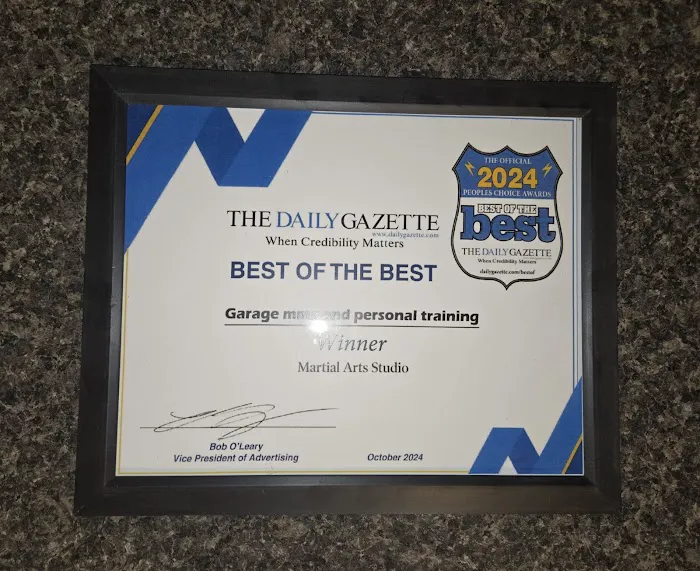 THE DAILY GAZETTE
www.dailygazette.com
When Credibility Matters
BEST OF THE BEST
Garage mma and personal training
Winner
Martial Arts Studio
Bob O'Leary
Vice President of Advertising
October 2024
THE OFFICIAL
2024
PEOPLES CHOICE AWARDS
BEST OF THE
best
THE DAILY GAZETTE
When Credibility Matters
dailygazette.com/bestof